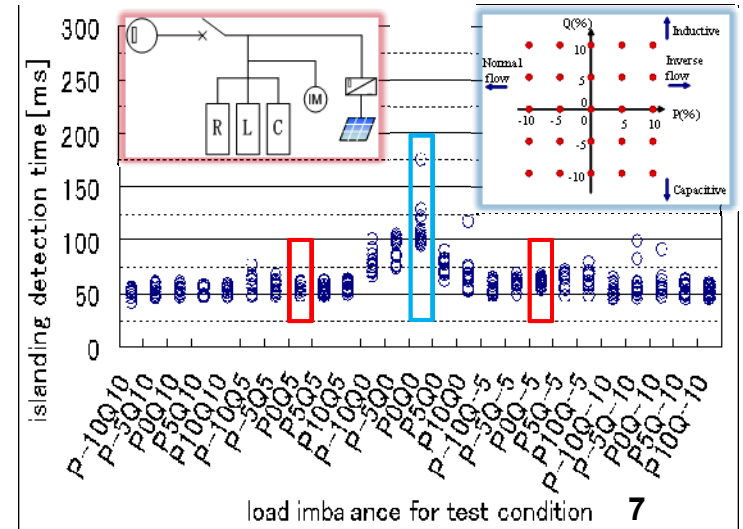 islanding detection time [ms]
300
250
200
150
100
50
0
R
L
C
IM
Q(%)
Inductive
Normal
flow
Inverse
flow
10
5
0
-10
-5
0
5
10
P(%)
-5
-10
Capacitive
P-10Q10
P-5Q10
P0Q10
P5Q10
P10Q10
P-10Q5
P-5Q5
P0Q5
P5Q5
P10Q5
P-10Q0
P-5Q0
P0Q0
P5Q0
P10Q0
P-10Q-5
P-5Q-5
P0Q-5
P5Q-5
P10Q-5
P-10Q-10
P-5Q-10
P0Q-10
P5Q-10
P10Q-10
load imba ance for test condition
7